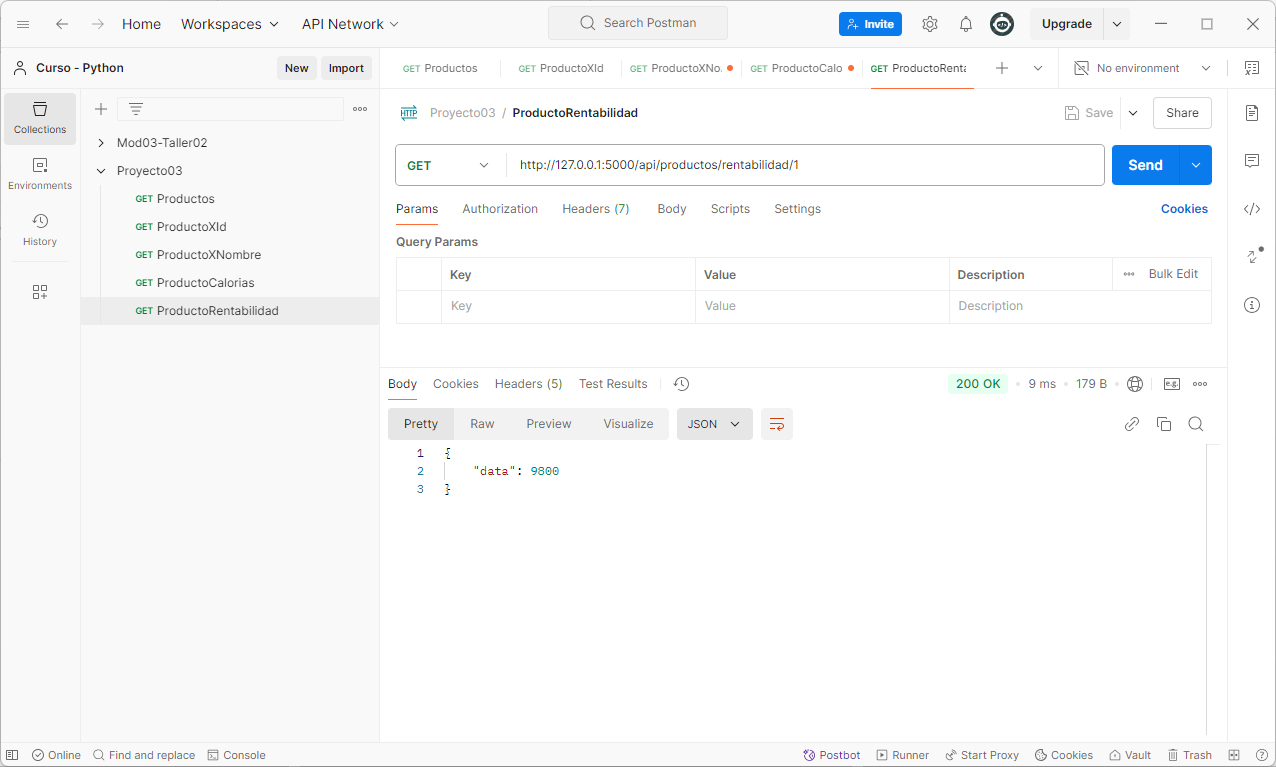 Home Workspaces API Network Search Postman Invite Upgrade
Curso - Python New Import
GET Productos GET ProductoXId GET ProductoXNo. GET ProductoCalo GET ProductoRenta No environment
Collections
Environments
History
Mod03-Taller02
Proyecto03
GET Productos
GET ProductoXId
GET ProductoXNombre
GET ProductoCalorias
GET ProductoRentabilidad
HTTP Proyecto03 / ProductoRentabilidad Save Share
GET http://127.0.0.1:5000/api/productos/rentabilidad/1 Send
Params Authorization Headers (7) Body Scripts Settings Cookies
Query Params
Key Value Description Bulk Edit
Key Value Description
Body Cookies Headers (5) Test Results 200 OK 9 ms 179 B e.g.
Pretty Raw Preview Visualize JSON
1 {
2 "data": 9800
3 }
Online Find and replace Console Postbot Runner Start Proxy Cookies Vault Trash